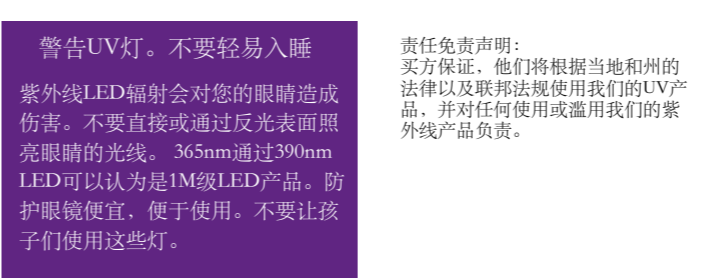 警告UV灯。不要轻易入睡
紫外线LED辐射会对您的眼睛造成
伤害。不要直接或通过反光表面照
亮眼睛的光线。 365nm通过390nm
LED可以认为是1M级LED产品。防
护眼镜便宜，便于使用。不要让孩
子们使用这些灯。
责任免责声明：
买方保证，他们将根据当地和州的
法律以及联邦法规使用我们的UV产
品，并对任何使用或滥用我们的紫
外线产品负责。